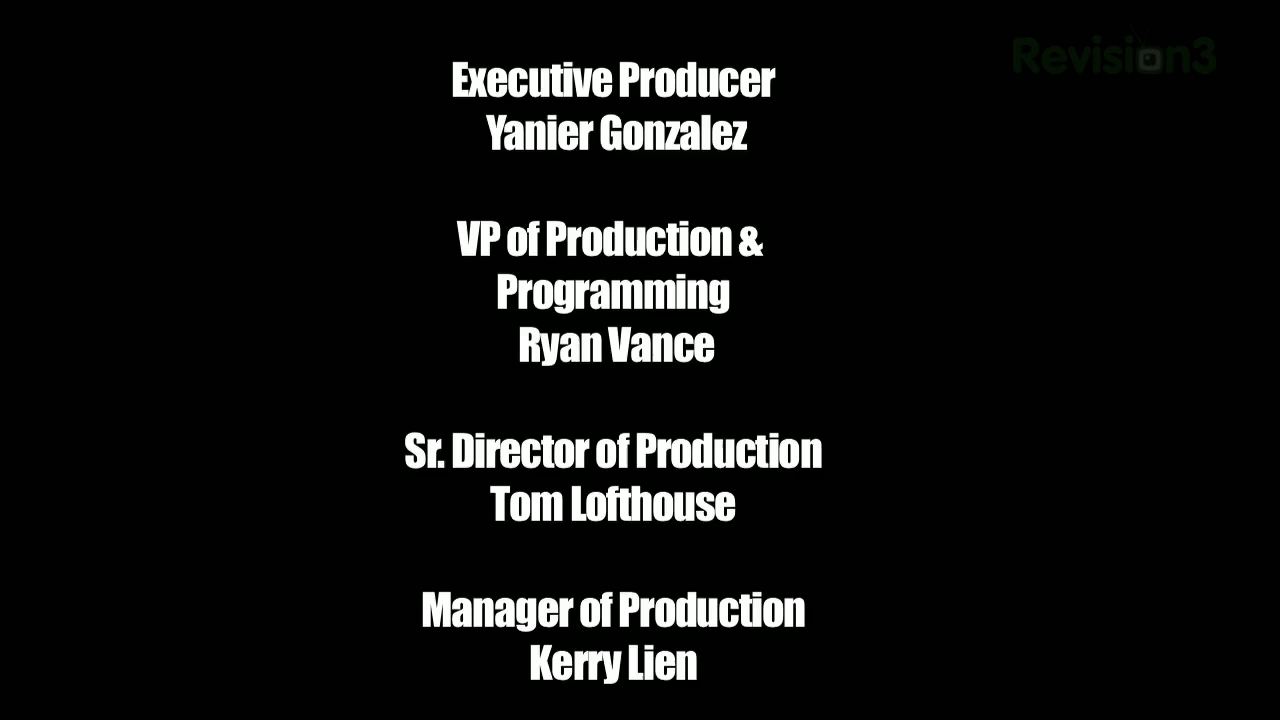 Revision3
Executive Producer
Yanier Gonzalez
VP of Production &
Programming
Ryan Vance
Sr. Director of Production
Tom Lofthouse
Manager of Production
Kerry Lien